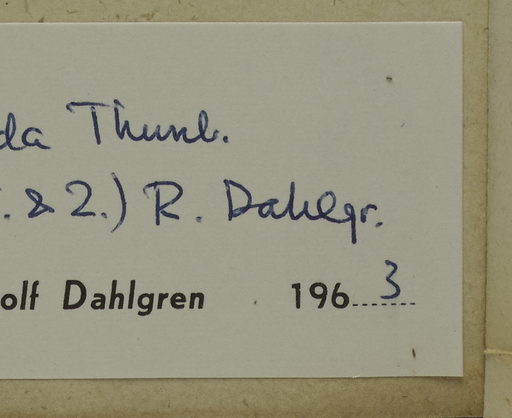 da Thunb.
. & Z.) R. Dahlgr.
olf Dahlgren 196 3